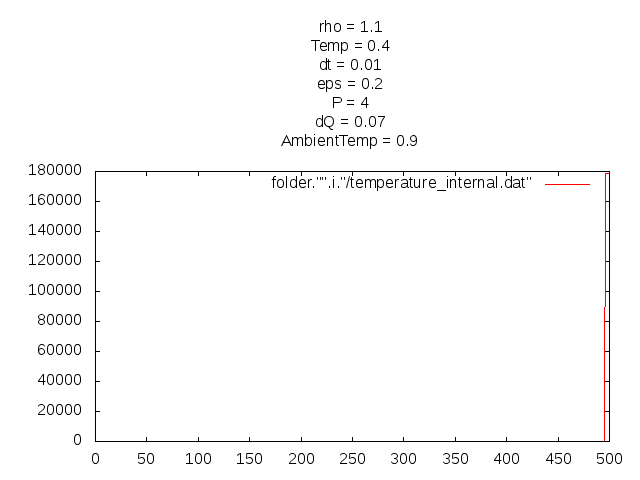 rho = 1.1
Temp = 0.4
dt = 0.01
eps = 0.2
P = 4
dQ = 0.07
AmbientTemp = 0.9
folder."".i."/temperature_internal.dat"
180000
160000
140000
120000
100000
80000
60000
40000
20000
0
0 50 100 150 200 250 300 350 400 450 500